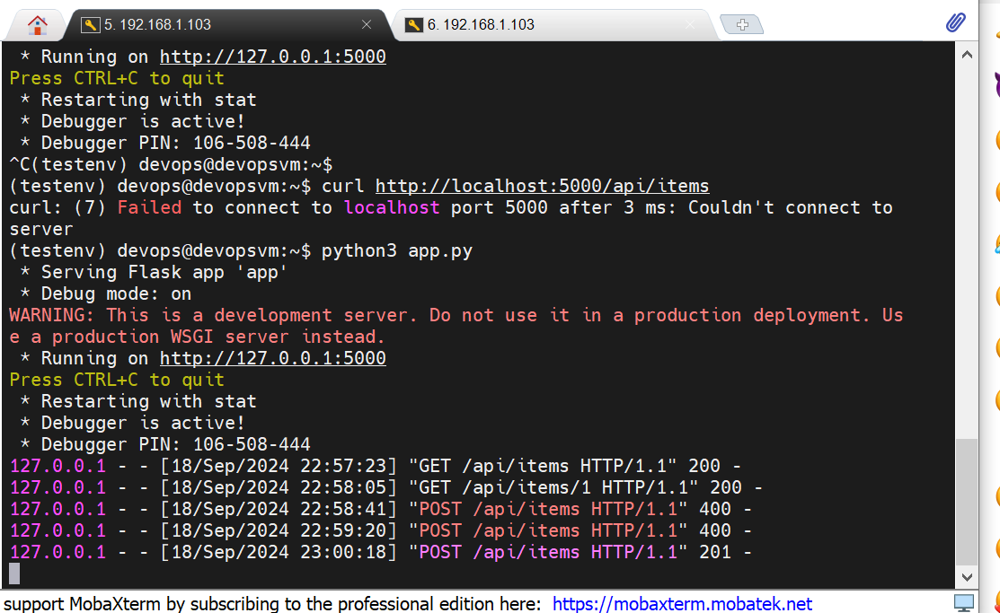 5. 192.168.1.103
6. 192.168.1.103
* Running on http://127.0.0.1:5000
Press CTRL+C to quit
* Restarting with stat
* Debugger is active!
* Debugger PIN: 106-508-444
^C(testenv) devops@devopsvm:~$
(testenv) devops@devopsvm:~$ curl http://localhost:5000/api/items
curl: (7) Failed to connect to localhost port 5000 after 3 ms: Couldn't connect to
server
(testenv) devops@devopsvm:~$ python3 app.py
* Serving Flask app 'app'
* Debug mode: on
WARNING: This is a development server. Do not use it in a production deployment. Us
e a production WSGI server instead.
* Running on http://127.0.0.1:5000
Press CTRL+C to quit
* Restarting with stat
* Debugger is active!
* Debugger PIN: 106-508-444
127.0.0.1 - - [18/Sep/2024 22:57:23] "GET /api/items HTTP/1.1" 200 -
127.0.0.1 - - [18/Sep/2024 22:58:05] "GET /api/items/1 HTTP/1.1" 200 -
127.0.0.1 - - [18/Sep/2024 22:58:41] "POST /api/items HTTP/1.1" 400 -
127.0.0.1 - - [18/Sep/2024 22:59:20] "POST /api/items HTTP/1.1" 400 -
127.0.0.1 - - [18/Sep/2024 23:00:18] "POST /api/items HTTP/1.1" 201 -
support MobaXterm by subscribing to the professional edition here: https://mobaxterm.mobatek.net